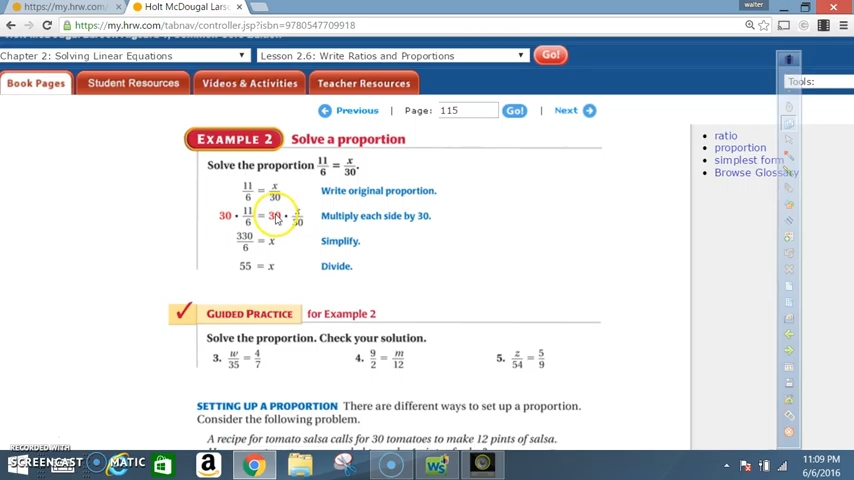 https://my.hrw.com/tabnav/ × Holt McDougal Lars ×
walter
https://my.hrw.com/tabnav/controller.jsp?isbn=9780547709918
Chapter 2: Solving Linear Equations Lesson 2.6: Write Ratios and Proportions Go!
Book Pages Student Resources Videos & Activities Teacher Resources
Tools:
Previous | Page: 115 Go! | Next
EXAMPLE 2 Solve a proportion
Solve the proportion 11/6 = x/30.
11/6 = x/30 Write original proportion.
30 · 11/6 = 30 · x/30 Multiply each side by 30.
330/6 = x Simplify.
55 = x Divide.
• ratio
• proportion
• simplest form
• Browse Glossary
GUIDED PRACTICE for Example 2
Solve the proportion. Check your solution.
3. w/35 = 4/7 4. 9/2 = m/12 5. z/54 = 5/9
SETTING UP A PROPORTION There are different ways to set up a proportion.
Consider the following problem.
A recipe for tomato salsa calls for 30 tomatoes to make 12 pints of salsa.
RECORDED WITH
SCREENCAST MATIC
11:09 PM
6/6/2016